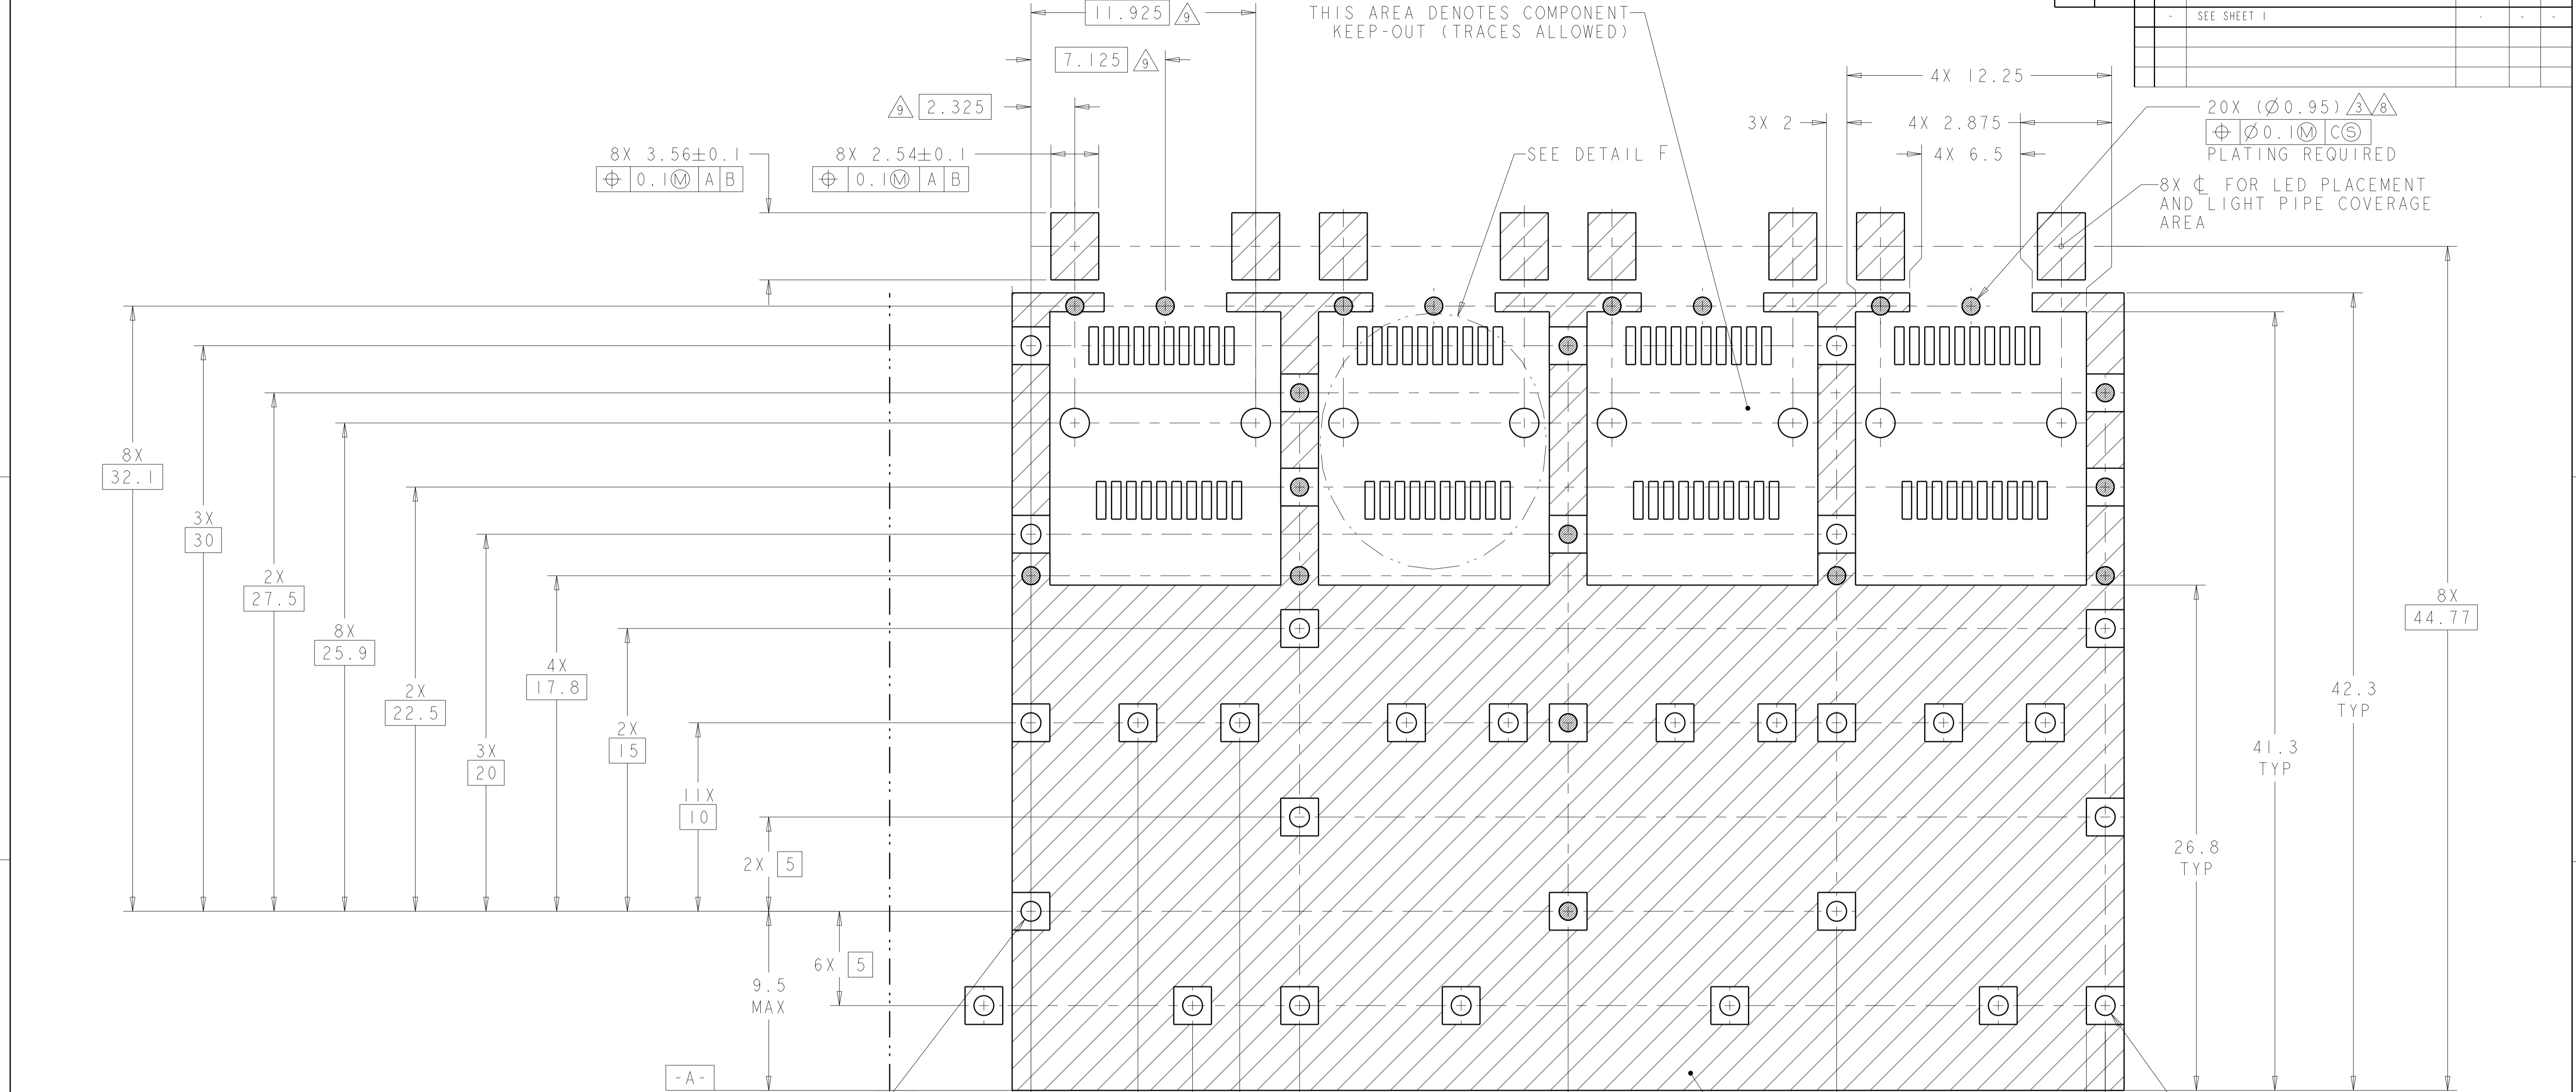 11.925 9
THIS AREA DENOTES COMPONENT
KEEP-OUT (TRACES ALLOWED)
- SEE SHEET 1 - - -
7.125 9
4X 12.25
9 2.325
3X 2
4X 2.875
20X (Ø0.95) 3 8
⌖ Ø0.1Ⓜ CⓈ
PLATING REQUIRED
8X 3.56±0.1
⌖ 0.1Ⓜ A B
8X 2.54±0.1
⌖ 0.1Ⓜ A B
SEE DETAIL F
4X 6.5
8X ℄ FOR LED PLACEMENT
AND LIGHT PIPE COVERAGE
AREA
8X
32.1
3X
30
2X
27.5
8X
25.9
2X
22.5
3X
20
4X
17.8
2X
15
11X
10
2X 5
6X 5
9.5
MAX
-A-
8X
44.77
42.3
TYP
41.3
TYP
26.8
TYP